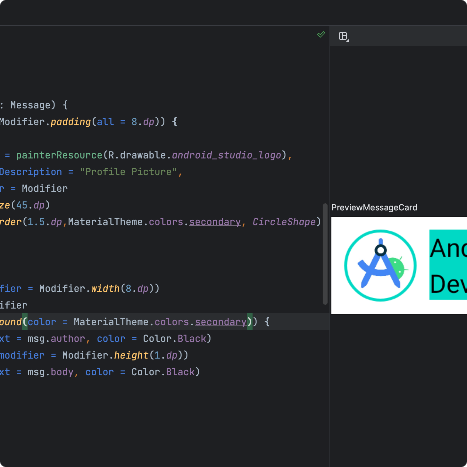 : Message) {
Modifier.padding(all = 8.dp)) {
= painterResource(R.drawable.android_studio_logo),
Description = "Profile Picture",
r = Modifier
ze(45.dp)
rder(1.5.dp,MaterialTheme.colors.secondary, CircleShape)
PreviewMessageCard
And
Dev
fier = Modifier.width(8.dp))
ifier
ound(color = MaterialTheme.colors.secondary)) {
xt = msg.author, color = Color.Black)
modifier = Modifier.height(1.dp))
xt = msg.body, color = Color.Black)